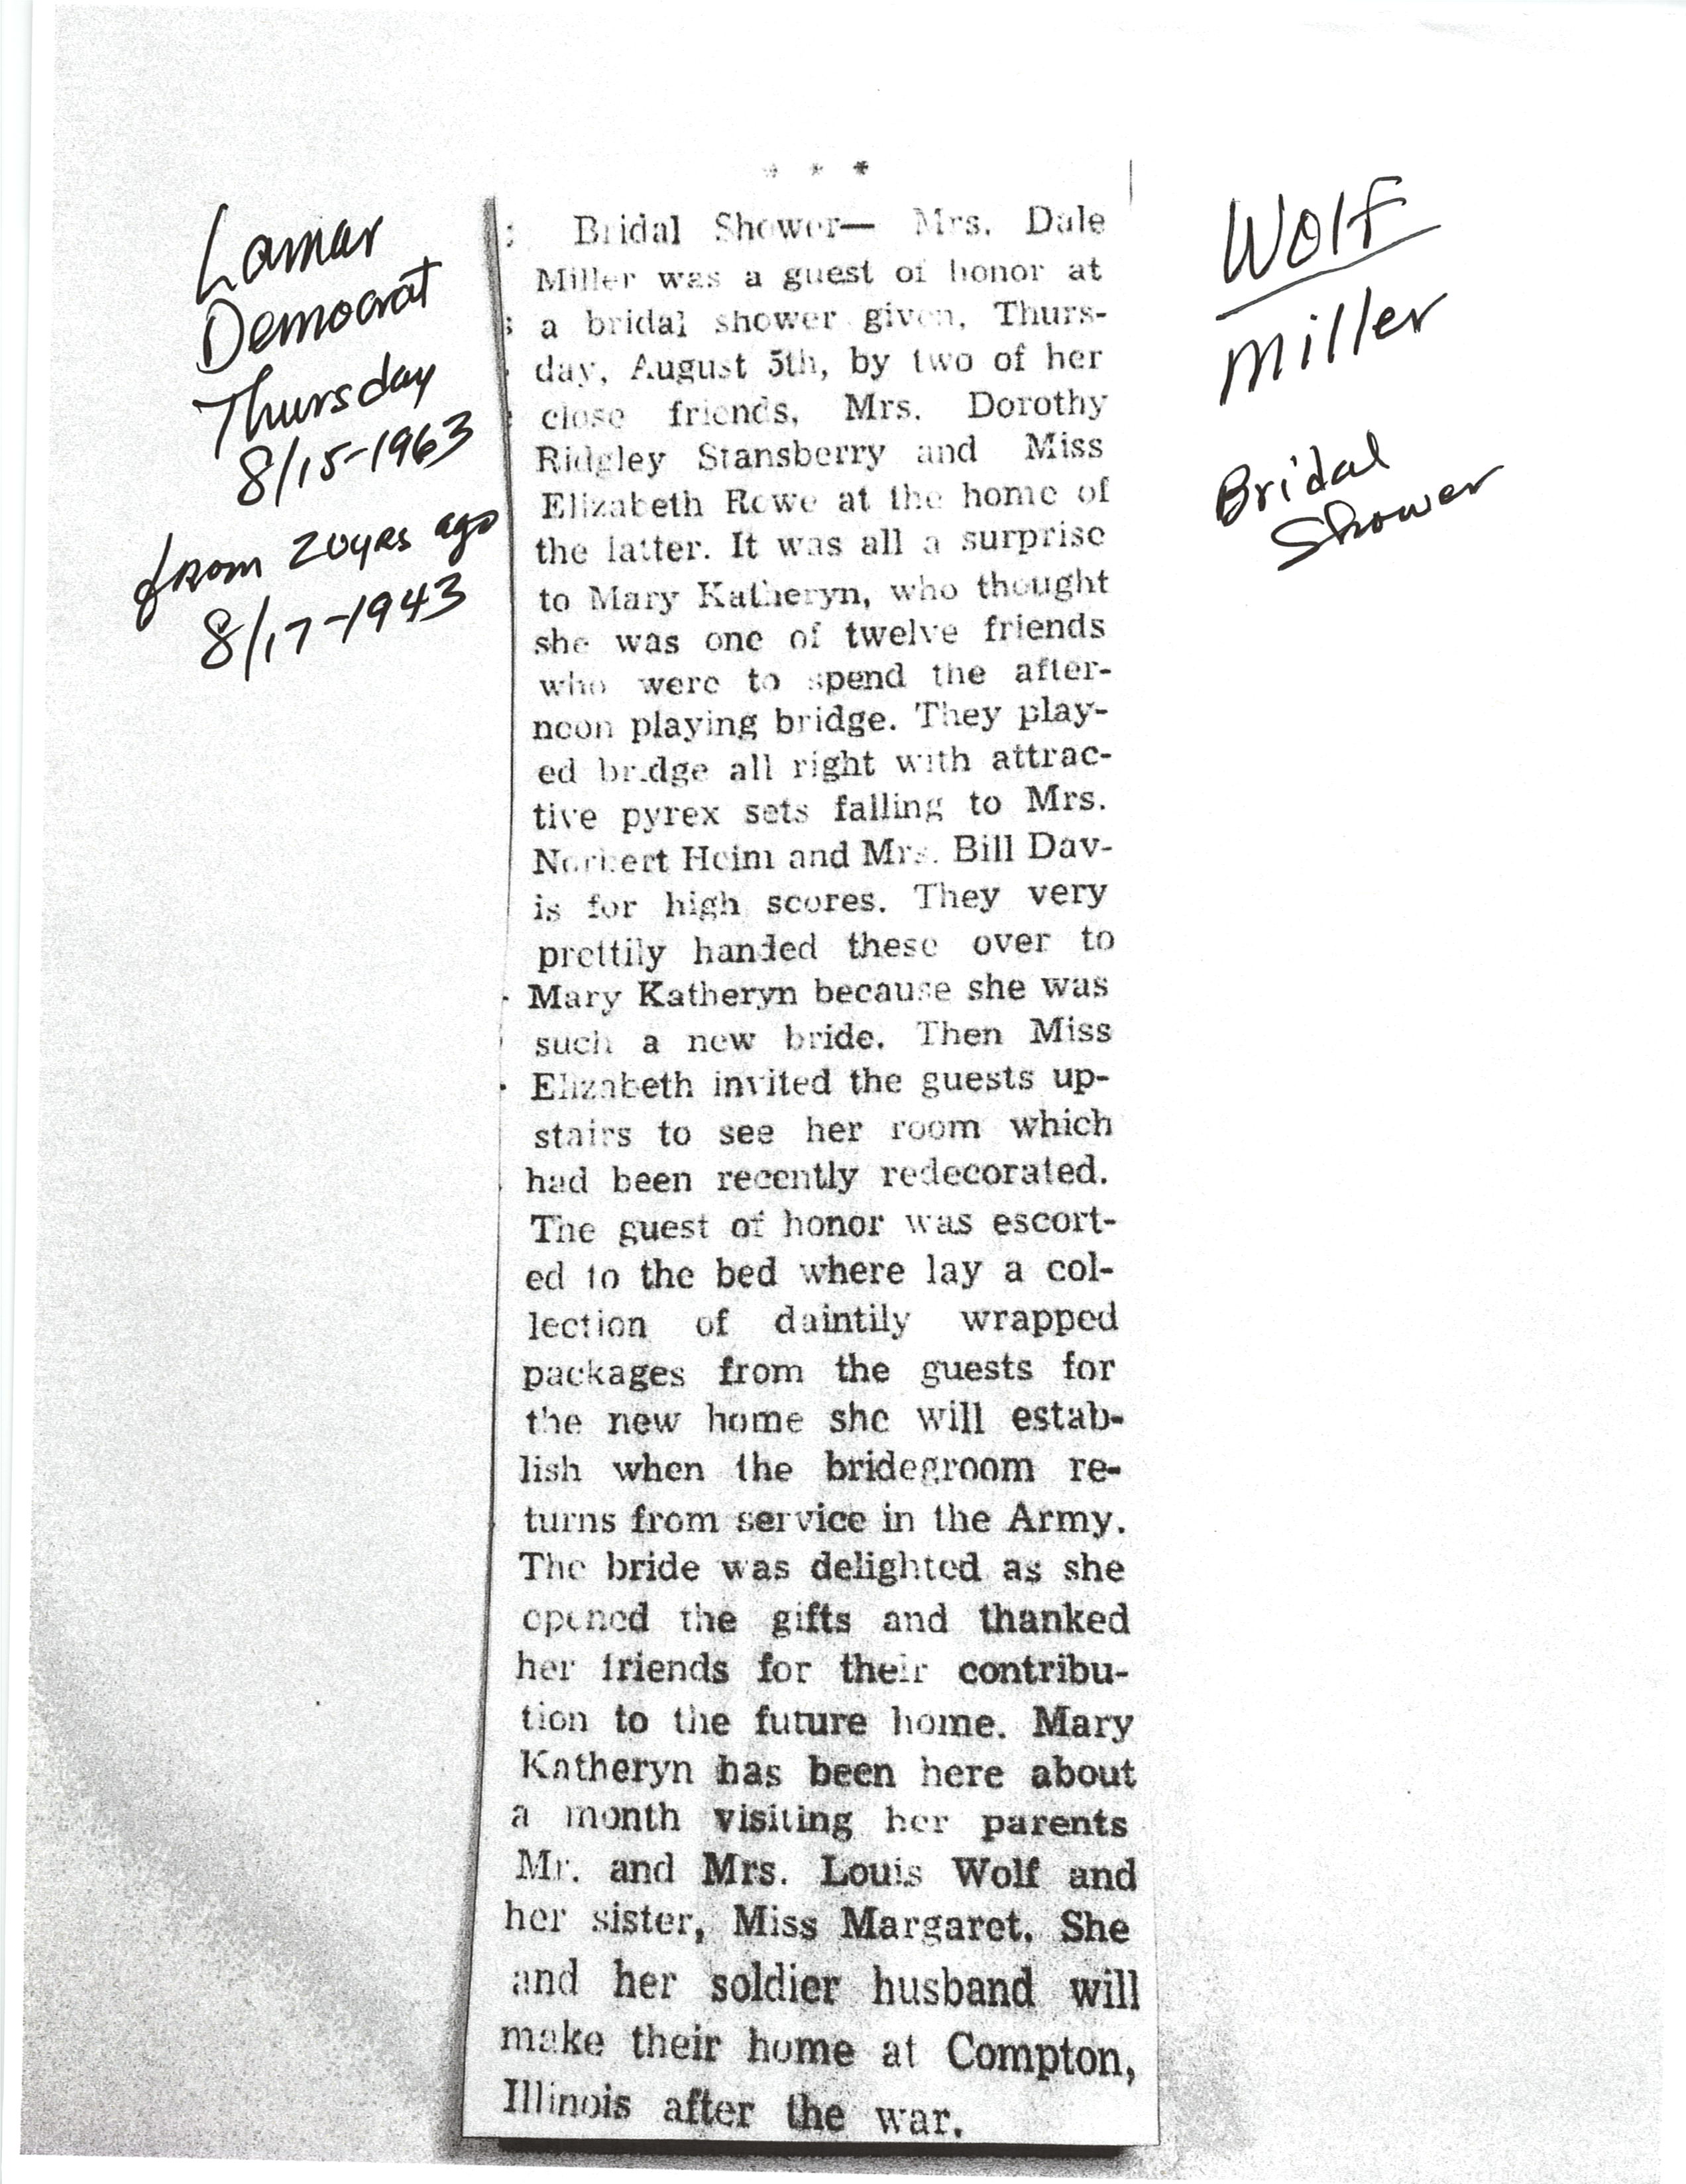 * * *
Lamar
Democrat
Thursday
8/15-1963
from 20yrs ago
8/17-1943
Wolf
Miller
Bridal
Shower
Bridal Shower— Mrs. Dale
Miller was a guest of honor at
a bridal shower given, Thurs-
day, August 5th, by two of her
close friends, Mrs. Dorothy
Ridgley Stansberry and Miss
Elizabeth Rowe at the home of
the latter. It was all a surprise
to Mary Katheryn, who thought
she was one of twelve friends
who were to spend the after-
noon playing bridge. They play-
ed bridge all right with attrac-
tive pyrex sets falling to Mrs.
Norbert Heim and Mrs. Bill Dav-
is for high scores. They very
prettily handed these over to
Mary Katheryn because she was
such a new bride. Then Miss
Elizabeth invited the guests up-
stairs to see her room which
had been recently redecorated.
The guest of honor was escort-
ed to the bed where lay a col-
lection of daintily wrapped
packages from the guests for
the new home she will estab-
lish when the bridegroom re-
turns from service in the Army.
The bride was delighted as she
opened the gifts and thanked
her friends for their contribu-
tion to the future home. Mary
Katheryn has been here about
a month visiting her parents
Mr. and Mrs. Louis Wolf and
her sister, Miss Margaret. She
and her soldier husband will
make their home at Compton,
Illinois after the war.